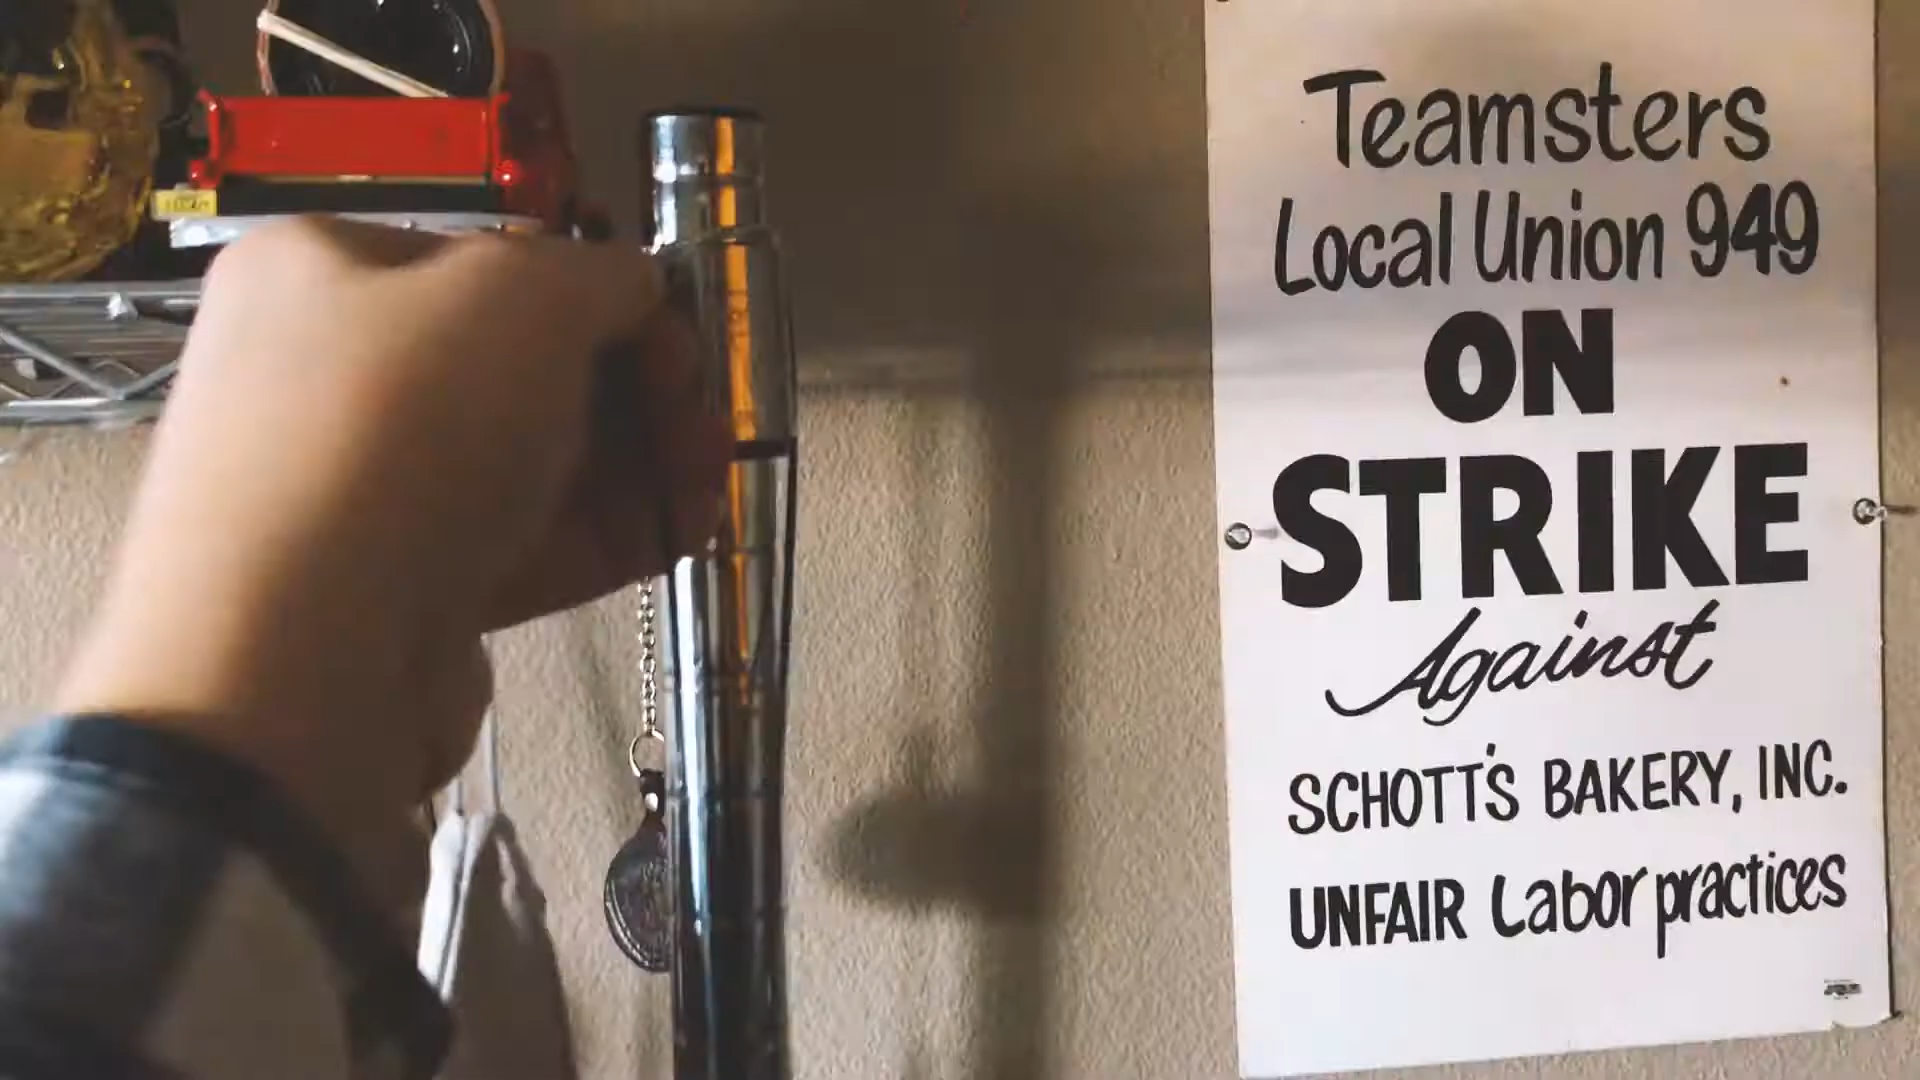 Teamsters
Local Union 949
ON
STRIKE
Against
SCHOTT'S BAKERY, INC.
UNFAIR Labor practices